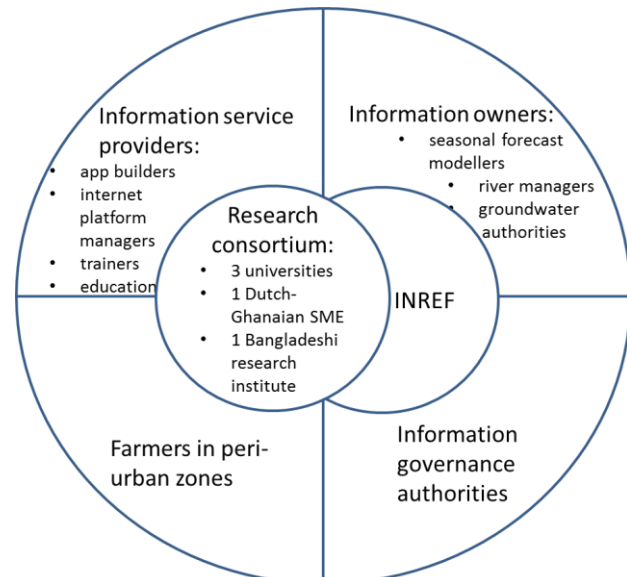 Information service
providers:
• app builders
• internet
platform
managers
• trainers
• education
Information owners:
• seasonal forecast
modellers
• river managers
• groundwater
authorities
Research
consortium:
• 3 universities
• 1 Dutch-
Ghanaian SME
• 1 Bangladeshi
research
institute
INREF
Farmers in peri-
urban zones
Information
governance
authorities